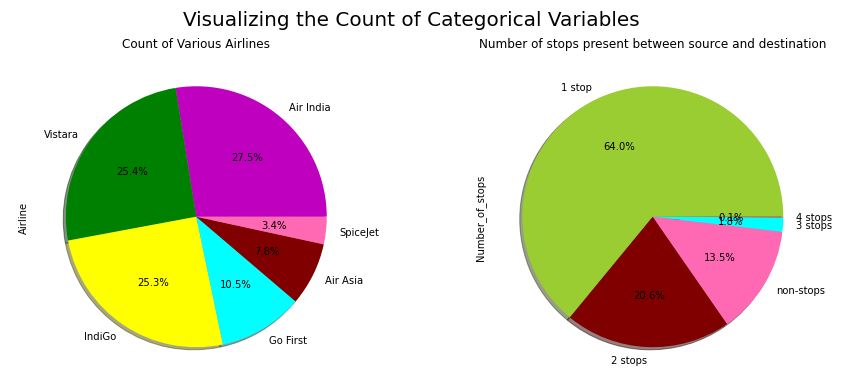 Visualizing the Count of Categorical Variables
Count of Various Airlines
Airline
Air India
27.5%
Vistara
25.4%
IndiGo
25.3%
Go First
10.5%
Air Asia
7.8%
SpiceJet
3.4%
Number of stops present between source and destination
Number_of_stops
1 stop
64.0%
2 stops
20.6%
non-stops
13.5%
3 stops
1.8%
4 stops
0.1%